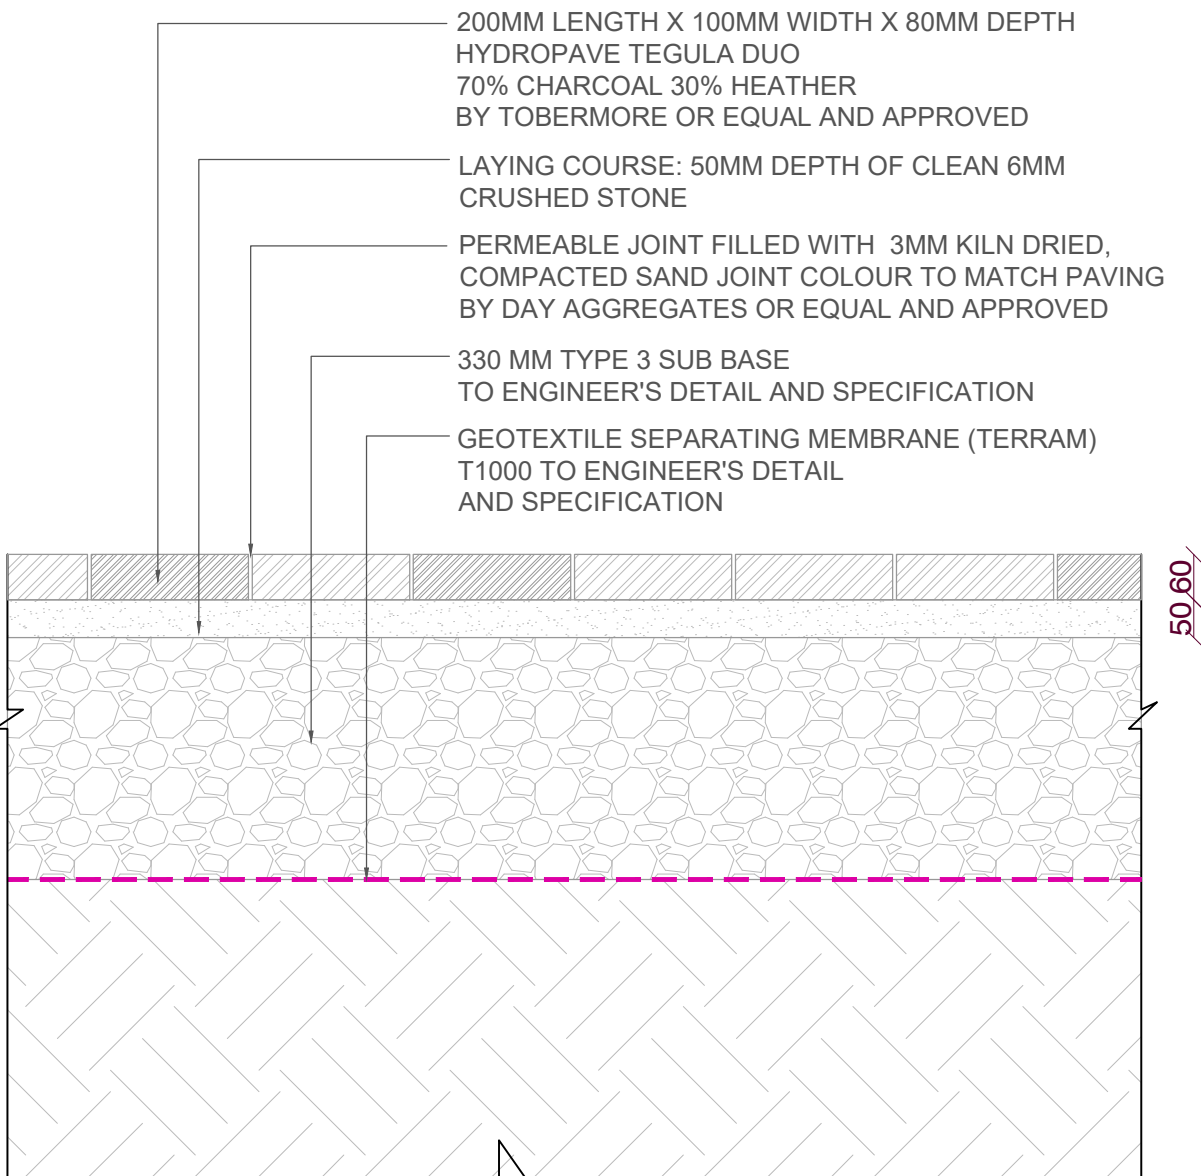 200MM LENGTH X 100MM WIDTH X 80MM DEPTH
HYDROPAVE TEGULA DUO
70% CHARCOAL 30% HEATHER
BY TOBERMORE OR EQUAL AND APPROVED
LAYING COURSE: 50MM DEPTH OF CLEAN 6MM
CRUSHED STONE
PERMEABLE JOINT FILLED WITH  3MM KILN DRIED,
COMPACTED SAND JOINT COLOUR TO MATCH PAVING
BY DAY AGGREGATES OR EQUAL AND APPROVED
330 MM TYPE 3 SUB BASE
TO ENGINEER'S DETAIL AND SPECIFICATION
GEOTEXTILE SEPARATING MEMBRANE (TERRAM)
T1000 TO ENGINEER'S DETAIL
AND SPECIFICATION
60
50